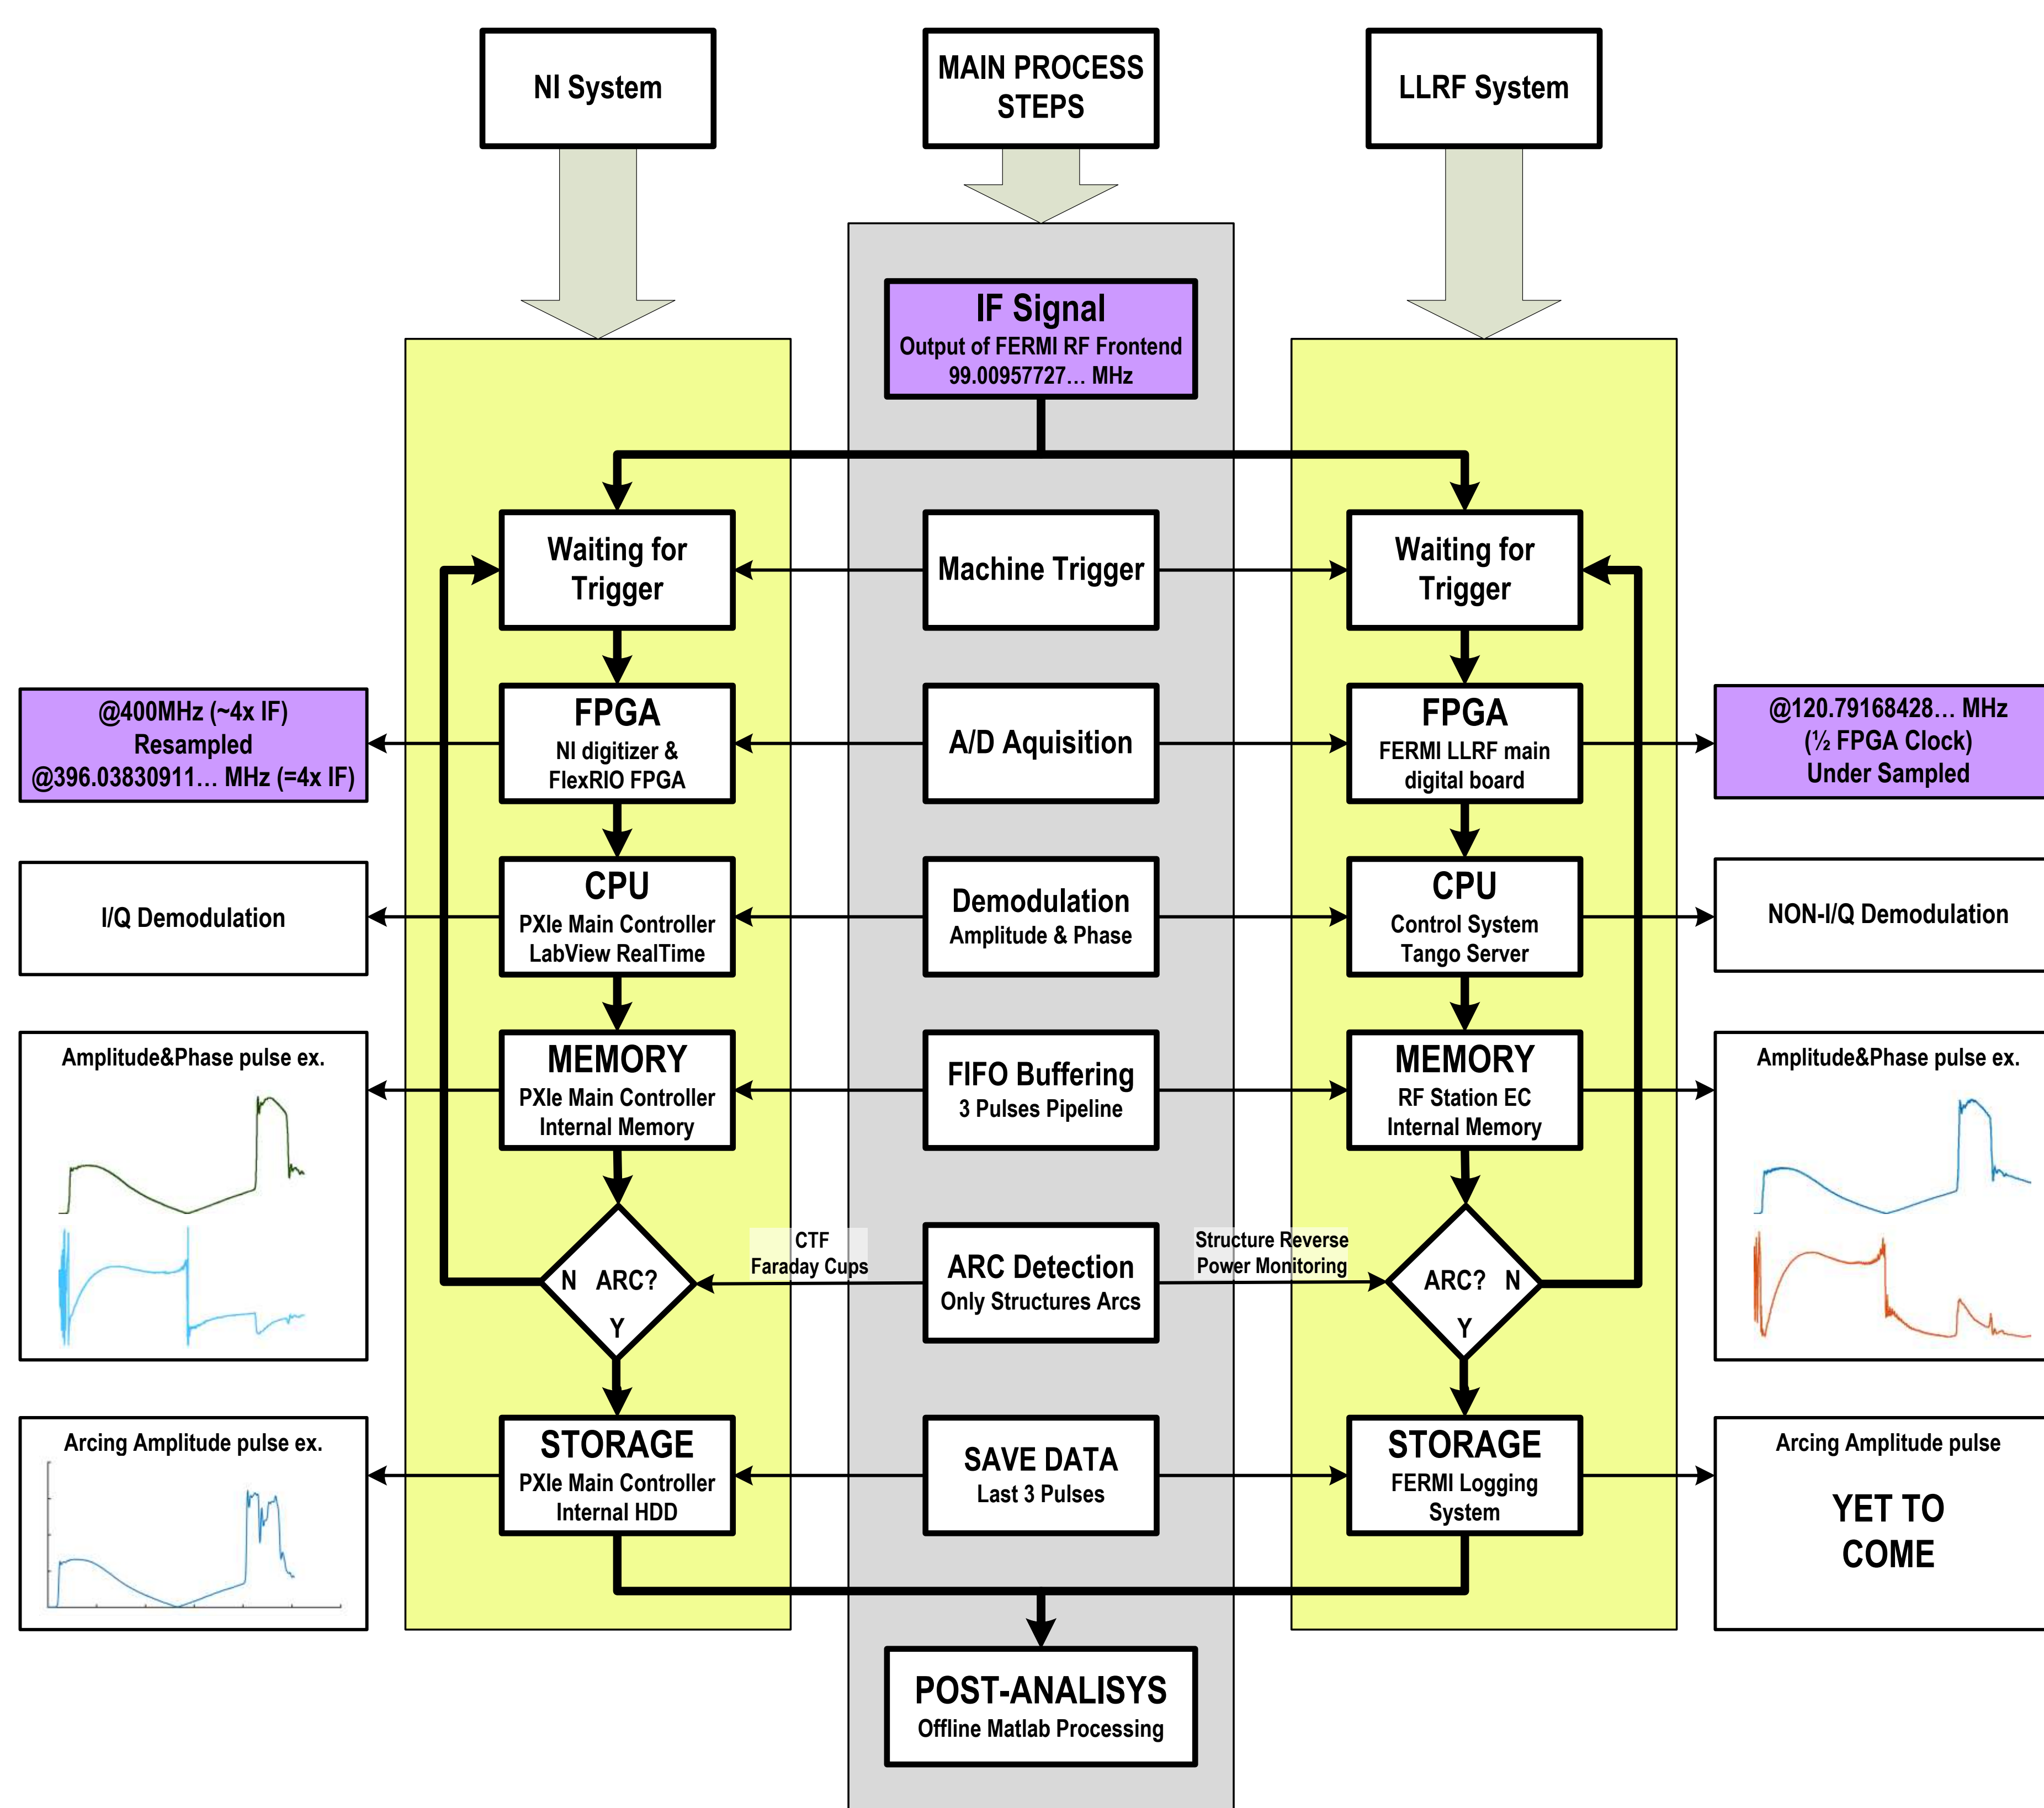 NI System
MAIN PROCESS
STEPS
LLRF System
IF Signal
Output of FERMI RF Frontend
99.00957727... MHz
Waiting for
Trigger
Machine Trigger
Waiting for
Trigger
@400MHz (~4x IF)
Resampled
@396.03830911... MHz (=4x IF)
FPGA
NI digitizer &
FlexRIO FPGA
A/D Aquisition
FPGA
FERMI LLRF main
digital board
@120.79168428... MHz
(½ FPGA Clock)
Under Sampled
I/Q Demodulation
CPU
PXIe Main Controller
LabView RealTime
Demodulation
Amplitude & Phase
CPU
Control System
Tango Server
NON-I/Q Demodulation
Amplitude&Phase pulse ex.
MEMORY
PXIe Main Controller
Internal Memory
FIFO Buffering
3 Pulses Pipeline
MEMORY
RF Station EC
Internal Memory
Amplitude&Phase pulse ex.
N ARC?
Y
CTF
Faraday Cups
ARC Detection
Only Structures Arcs
Structure Reverse
Power Monitoring
ARC? N
Y
Arcing Amplitude pulse ex.
STORAGE
PXIe Main Controller
Internal HDD
SAVE DATA
Last 3 Pulses
STORAGE
FERMI Logging
System
Arcing Amplitude pulse
YET TO
COME
POST-ANALISYS
Offline Matlab Processing